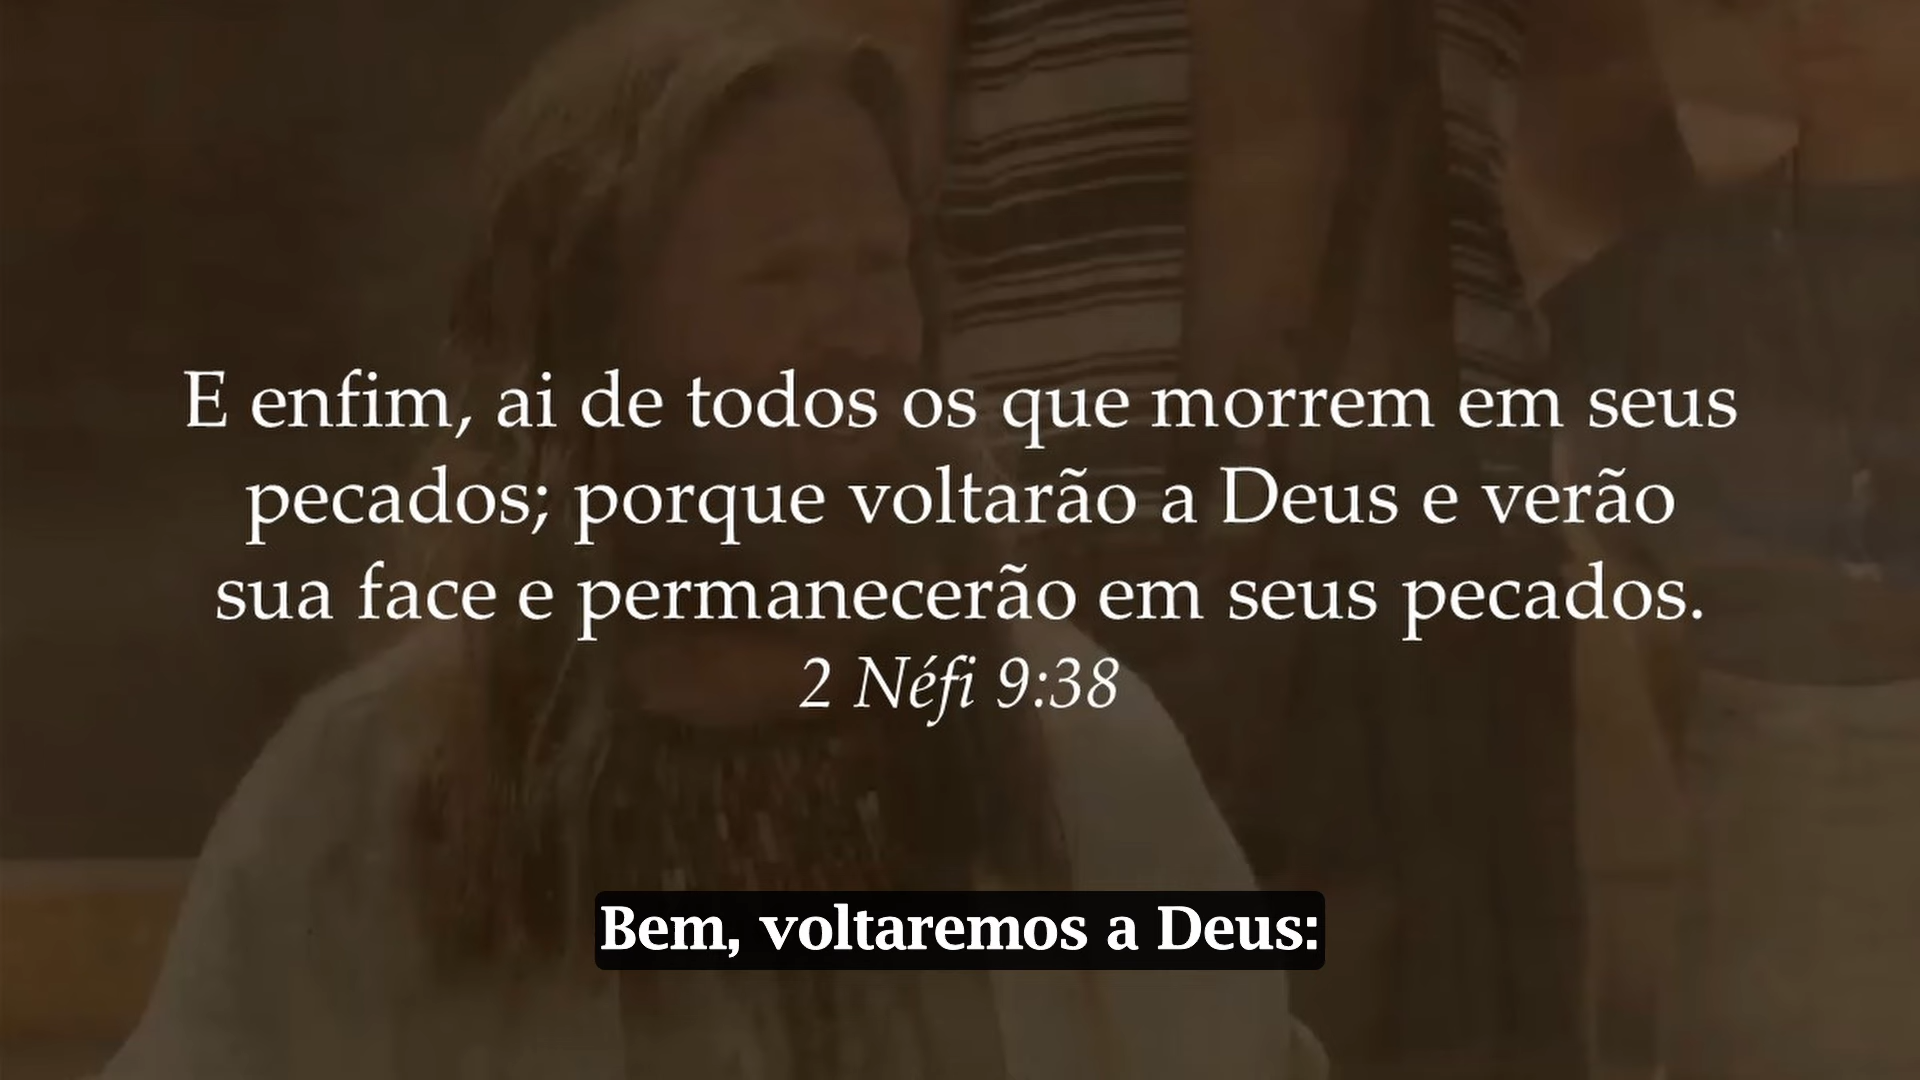 E enfim, ai de todos os que morrem em seus
pecados; porque voltarão a Deus e verão
sua face e permanecerão em seus pecados.
2 Néfi 9:38
Bem, voltaremos a Deus: